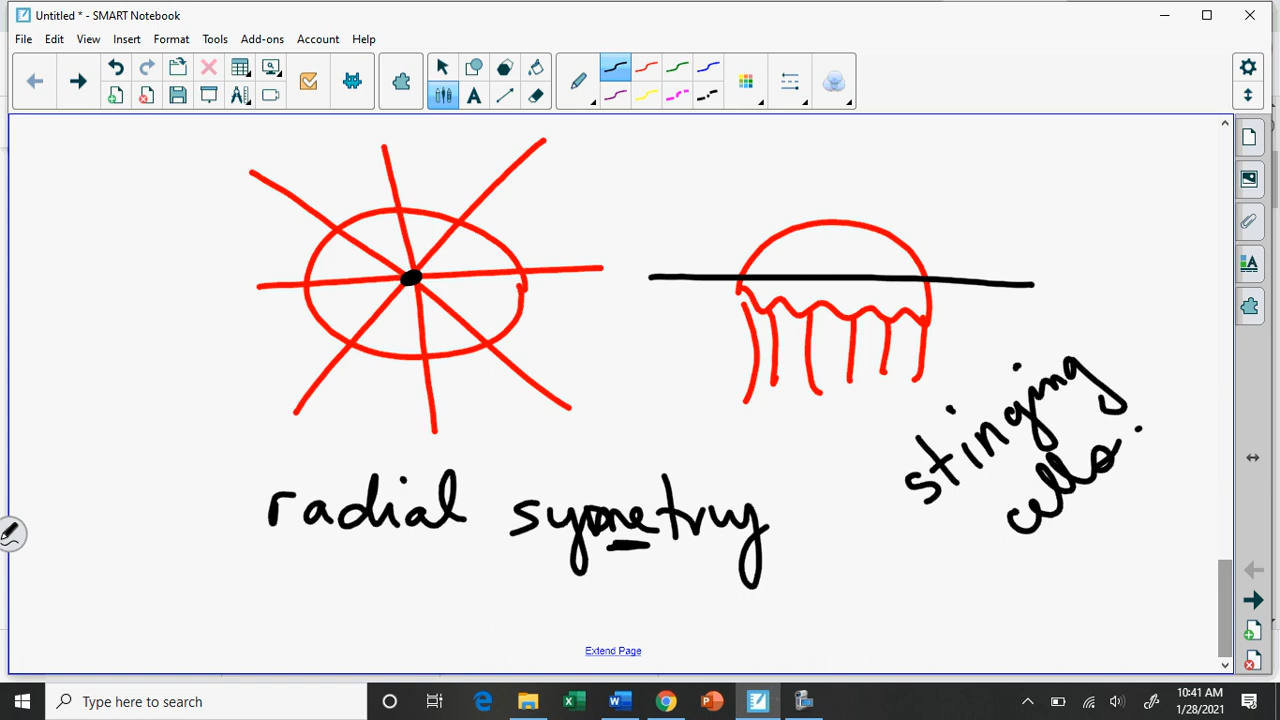 Untitled * - SMART Notebook
File Edit View Insert Format Tools Add-ons Account Help
radial symmetry
stinging
cells.
Extend Page
Type here to search
10:41 AM
1/28/2021